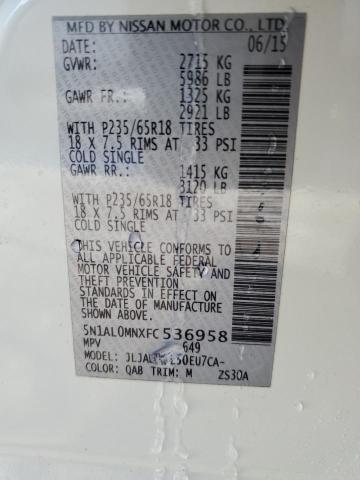 MFD BY NISSAN MOTOR CO., LTD.
DATE: 06/15
GVWR: 2715 KG
5986 LB
GAWR FR.: 1325 KG
2921 LB
WITH P235/65R18 TIRES
18 X 7.5 RIMS AT 33 PSI
COLD SINGLE
GAWR RR.: 1415 KG
3120 LB
WITH P235/65R18 TIRES
18 X 7.5 RIMS AT 33 PSI
COLD SINGLE
THIS VEHICLE CONFORMS TO
ALL APPLICABLE FEDERAL
MOTOR VEHICLE SAFETY AND
THEFT PREVENTION
STANDARDS IN EFFECT ON
THE DATE OF MANUFACTURE
5N1AL0MNXFC536958
MPV 649
MODEL:
COLOR: QAB TRIM: M ZS30A